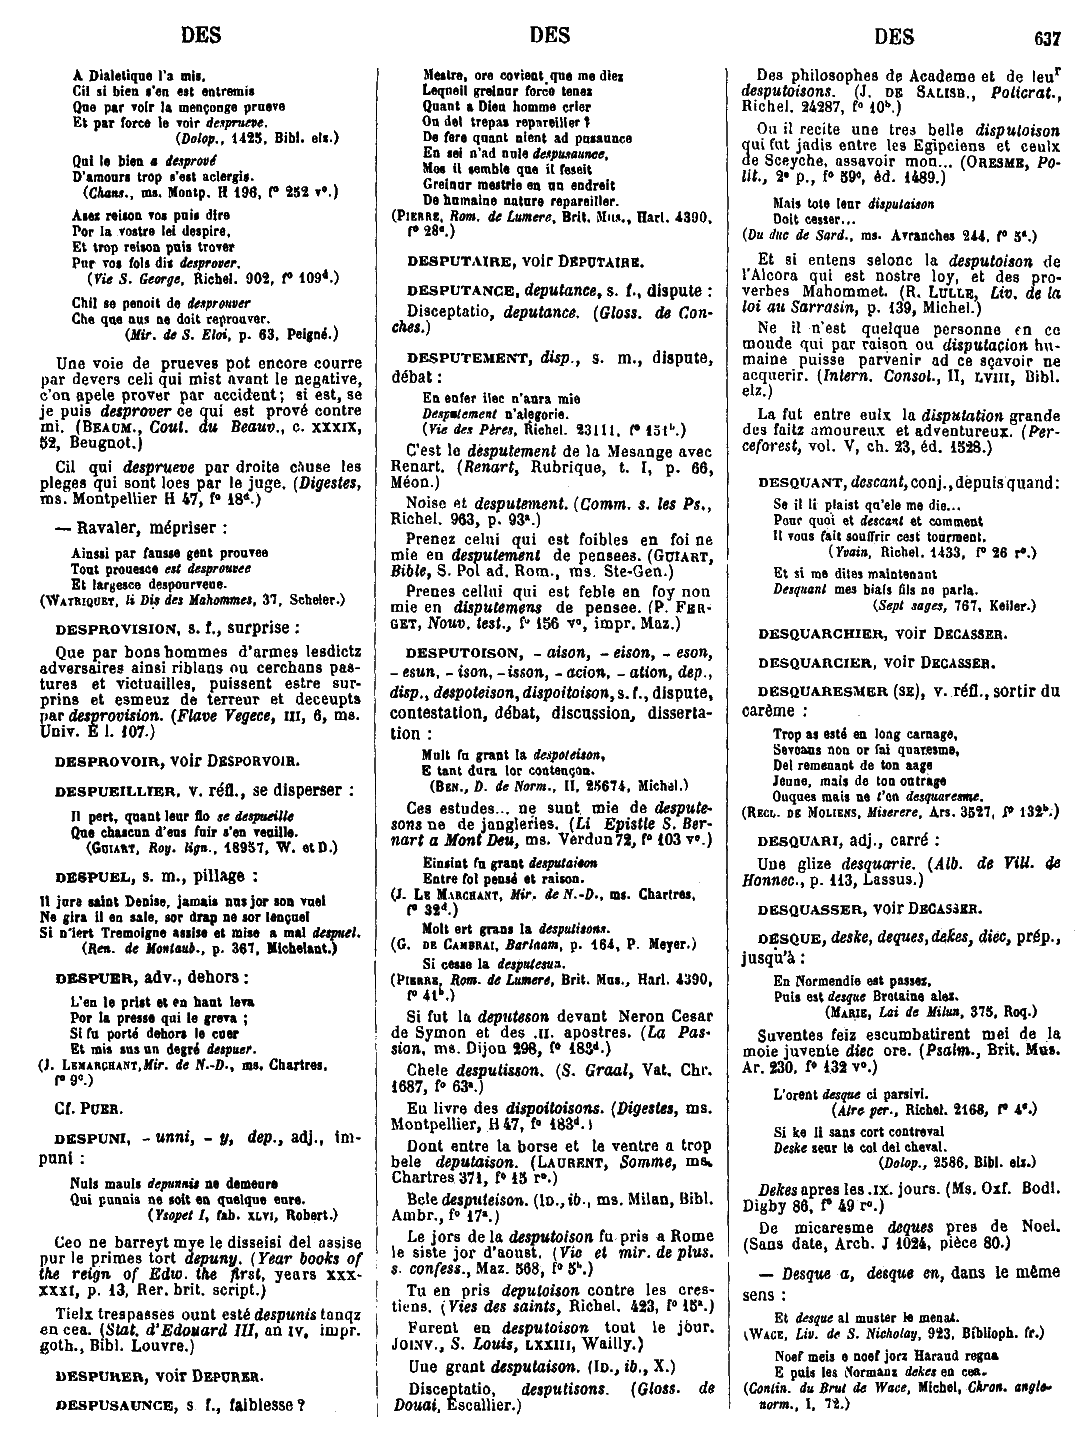 DES
DES
DES
637
A Dialetique l'a mis,
Cil si bien s'en est entremis
Que par voir la mençonge prueve
Et par force le voir desprueve.
(Dolop., 1425, Bibl. elz.)
Qui le bien a desprové
D'amours trop s'est aclergis.
(Chans., ms. Montp. H 196, f° 252 v°.)
Asez reison vos puis dire
Por la vostre lei despire,
Et trop reison puis trover
Pur vos fols diz desprover.
(Vie S. George, Richel. 902, f° 109d.)
Chil se penoit de desprouver
Che que nus ne doit reprouver.
(Mir. de S. Eloi, p. 63, Peigné.)
Une voie de prueves pot encore courre
par devers celi qui mist avant le negative,
c'on apele prover par accident; si est, se
je puis desprover ce qui est prové contre
mi. (BEAUM., Cout. du Beauv., c. XXXIX,
52, Beugnot.)
Cil qui desprueve par droite cause les
pleges qui sont loes par le juge. (Digestes,
ms. Montpellier H 47, f° 18d.)
— Ravaler, mépriser :
Ainssi par fausse gent prouvee
Tout prouesce est desprouvee
Et largesce despourveue.
(WATRIQUET, li Dis des Mahommes, 37, Scheler.)
DESPROVISION, s. f., surprise :
Que par bons hommes d'armes lesdictz
adversaires ainsi riblans ou cerchans pas-
tures et victuailles, puissent estre sur-
prins et esmeuz de terreur et deceupts
par desprovision. (Flave Vegece, III, 6, ms.
Univ. E I. 107.)
DESPROVOIR, voir DESPORVOIR.
DESPUEILLIER, v. réfl., se disperser :
Il pert, quant leur flo se despueille
Que chascun d'eus fuir s'en veuille.
(GUIART, Roy. lign., 18957, W. et D.)
DESPUEL, s. m., pillage :
Il jure saint Denise, jamais nus jor son vuel
Ne gira il en sale, sor drap ne sor lençuel
Si n'iert Tremoigne assise et mise a mal despuel.
(Ren. de Montaub., p. 367, Michelant.)
DESPUER, adv., dehors :
L'en le prist et en haut leva
Por la presse qui le greva ;
Si fu porté dehors le cuer
Et mis sus un degré despuer.
(J. LEMARCHANT, Mir. de N.-D., ms. Chartres,
f° 9c.)
Cf. PUER.
DESPUNI, - unni, - y, dep., adj., im-
puni :
Nuls mauls depunnis ne demeure
Qui punnis ne soit en quelque eure.
(Ysopet I, fab. XLVI, Robert.)
Ceo ne barreyt mye le disseisi del assise
pur le primes tort depuny. (Year books of
the reign of Edw. the first, years XXX-
XXXI, p. 13, Rer. brit. script.)
Tielx trespasses ount esté despunis tanqz
en cea. (Stat. d'Edouard III, an IV, impr.
goth., Bibl. Louvre.)
DESPURER, voir DEPURER.
DESPUSAUNCE, s f., faiblesse ?
Mestre, ore covient que me diez
Lequeil greinur force tenez
Quant a Dieu homme crier
Ou del trepas repareiller ?
De fere quant nient ad puzaunce
En sei n'ad nule despusaunce,
Mes il semble que il feseit
Greinur mestrie en un endreit
De humaine nature repareiller.
(PIERRE, Rom. de Lumere, Brit. Mus., Harl. 4390,
f° 28c.)
DESPUTAIRE, voir DEPUTAIRE.
DESPUTANCE, deputance, s. f., dispute :
Disceptatio, deputance. (Gloss. de Con-
ches.)
DESPUTEMENT, disp., s. m., dispute,
débat :
En enfer ilec n'aura mie
Desputement n'alegorie.
(Vie des Pères, Richel. 23111, f° 151b.)
C'est le desputement de la Mesange avec
Renart. (Renart, Rubrique, t. I, p. 66,
Méon.)
Noise et desputement. (Comm. s. les Ps.,
Richel. 963, p. 93a.)
Prenez celui qui est foibles en foi ne
mie en desputement de pensees. (GUIART,
Bible, S. Pol ad. Rom., ms. Ste-Gen.)
Prenes cellui qui est feble en foy non
mie en disputemens de pensee. (P. FER-
GET, Nouv. test., f° 156 v°, impr. Maz.)
DESPUTOISON, - aison, - eison, - eson,
- esun, - ison, - isson, - acion, - ation, dep.,
disp., despoteison, dispoitoison, s. f., dispute,
contestation, débat, discussion, disserta-
tion :
Mult fu grant la despoteison,
E tant dura lor contençon.
(BEN., D. de Norm., II, 25674, Michel.)
Ces estudes... ne sunt mie de despute-
sons ne de jangleries. (Li Epistle S. Ber-
nart a Mont Deu, ms. Verdun 72, f° 103 v°.)
Einsint fu grant desputaison
Entre fol pensé et raison.
(J. LE MARCHANT, Mir. de N.-D., ms. Chartres,
f° 32d.)
Molt ert grans la desputisons.
(G. DE CAMBRAI, Barlaam, p. 164, P. Meyer.)
Si cesse la desputesun.
(PIERRE, Rom. de Lumere, Brit. Mus., Harl. 4390,
f° 41b.)
Si fut la deputeson devant Neron Cesar
de Symon et des .II. apostres. (La Pas-
sion, ms. Dijon 298, f° 183d.)
Chele desputisson. (S. Graal, Vat. Chr.
1687, f° 63a.)
Eu livre des dispoitoisons. (Digestes, ms.
Montpellier, H 47, f° 183d.)
Dont entre la borse et le ventre a trop
bele deputaison. (LAURENT, Somme, ms.
Chartres 371, f° 15 r°.)
Bele desputeison. (ID., ib., ms. Milan, Bibl.
Ambr., f° 17a.)
Le jors de la desputoison fu pris a Rome
le siste jor d'aoust. (Vie et mir. de plus.
s. confess., Maz. 568, f° 5b.)
Tu en pris deputoison contre les cres-
tiens. (Vies des saints, Richel. 423, f° 15a.)
Furent en desputoison tout le jour.
JOINV., S. Louis, LXXIII, Wailly.)
Une grant desputaison. (ID., ib., X.)
Disceptatio, desputisons. (Gloss. de
Douai, Escallier.)
Des philosophes de Academe et de leur
desputoisons. (J. DE SALISB., Policrat.,
Richel. 24287, f° 10b.)
Ou il recite une tres belle disputoison
qui fut jadis entre les Egipciens et ceulx
de Sceyche, assavoir mon... (ORESME, Po-
lit., 2e p., f° 59c, éd. 1489.)
Mais tote leur disputaison
Doit cesser...
(Du duc de Sard., ms. Avranches 244, f° 5a.)
Et si entens selonc la desputoison de
l'Alcora qui est nostre loy, et des pro-
verbes Mahommet. (R. LULLE, Liv. de la
loi au Sarrasin, p. 139, Michel.)
Ne il n'est quelque personne en ce
monde qui par raison ou disputacion hu-
maine puisse parvenir ad ce sçavoir ne
acquerir. (Intern. Consol., II, LVIII, Bibl.
elz.)
La fut entre eulx la disputation grande
des faitz amoureux et adventureux. (Per-
ceforest, vol. V, ch. 23, éd. 1528.)
DESQUANT, descant, conj., depuis quand :
Se il li plaist qu'ele me die...
Pour quoi et descant et comment
Il vous fait souffrir cest tourment.
(Yvain, Richel. 1433, f° 26 r°.)
Et si me dites maintenant
Desquant mes biais fils ne parla.
(Sept sages, 767, Keller.)
DESQUARCHIER, voir DECASSER.
DESQUARCIER, voir DECASSER.
DESQUARESMER (SE), v. réfl., sortir du
carême :
Trop as esté en long carnage,
Sevoans non or fai quaresme,
Del remenant de ton aage
Jeune, mais de ton outrage
Ouques mais ne t'en desquaresme.
(RECL. DE MOLIENS, Miserere, Ars. 3527, f° 132b.)
DESQUARI, adj., carré :
Une glize desquarie. (Alb. de Vill. de
Honnec., p. 113, Lassus.)
DESQUASSER, voir DECASSER.
DESQUE, deske, deques, dekes, diec, prép.,
jusqu'à :
En Normendie est passez,
Puis est desque Bretaine alez.
(MARIE, Lai de Milun, 375, Roq.)
Suventes feiz escumbatirent mei de la
moie juvente diec ore. (Psalm., Brit. Mus.
Ar. 230, f° 132 v°.)
L'orent desque ci parsivi.
(Atre per., Richel. 2168, f° 4c.)
Si ke li sans cort contreval
Deske seur le col del cheval.
(Dolop., 2586, Bibl. elz.)
Dekes apres les .IX. jours. (Ms. Oxf. Bodl.
Digby 86, f° 49 r°.)
De micaresme deques pres de Noel.
(Sans date, Arch. J 1024, pièce 80.)
— Desque a, desque en, dans le même
sens :
Et desque al muster le menat.
(WACE, Liv. de S. Nicholay, 923, Biblioph. fr.)
Noef meis e noef jorz Haraud regna
E puis les Normanz dekes en cea.
(Contin. du Brut de Wace, Michel, Chron. anglo-
norm., I, 72.)